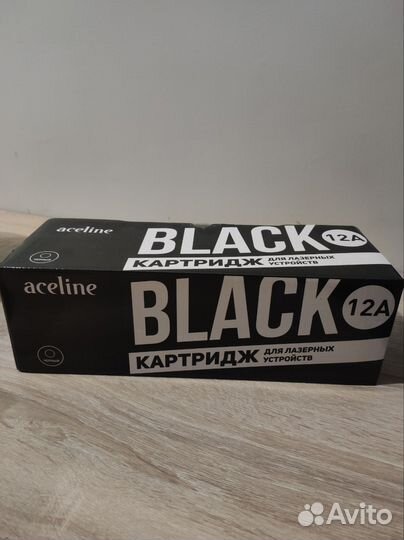 aceline
BLACK
12A
КАРТРИДЖ
ДЛЯ ЛАЗЕРНЫХ
УСТРОЙСТВ
aceline
BLACK
12A
КАРТРИДЖ
ДЛЯ ЛАЗЕРНЫХ
УСТРОЙСТВ
Avito